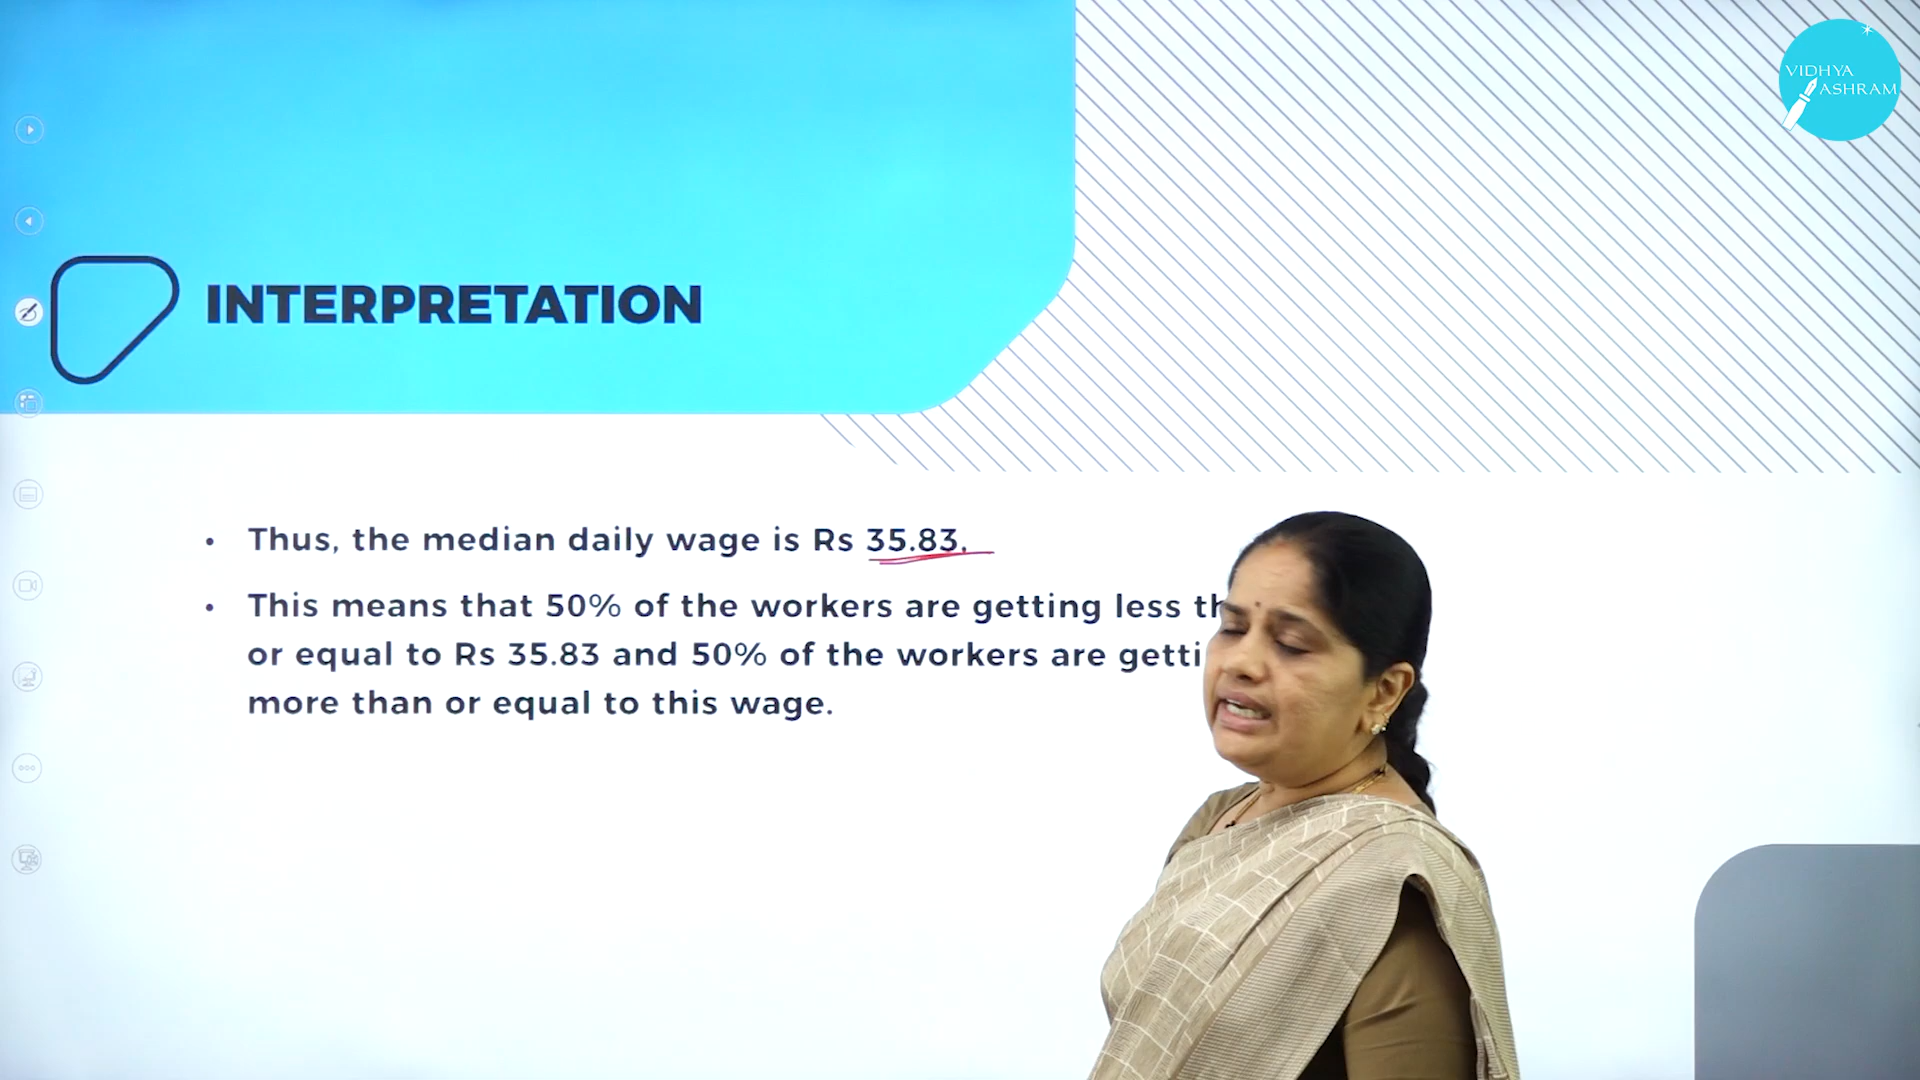 VIDHYA
ASHRAM
INTERPRETATION
• Thus, the median daily wage is Rs 35.83.
• This means that 50% of the workers are getting less
or equal to Rs 35.83 and 50% of the workers are
more than or equal to this wage.